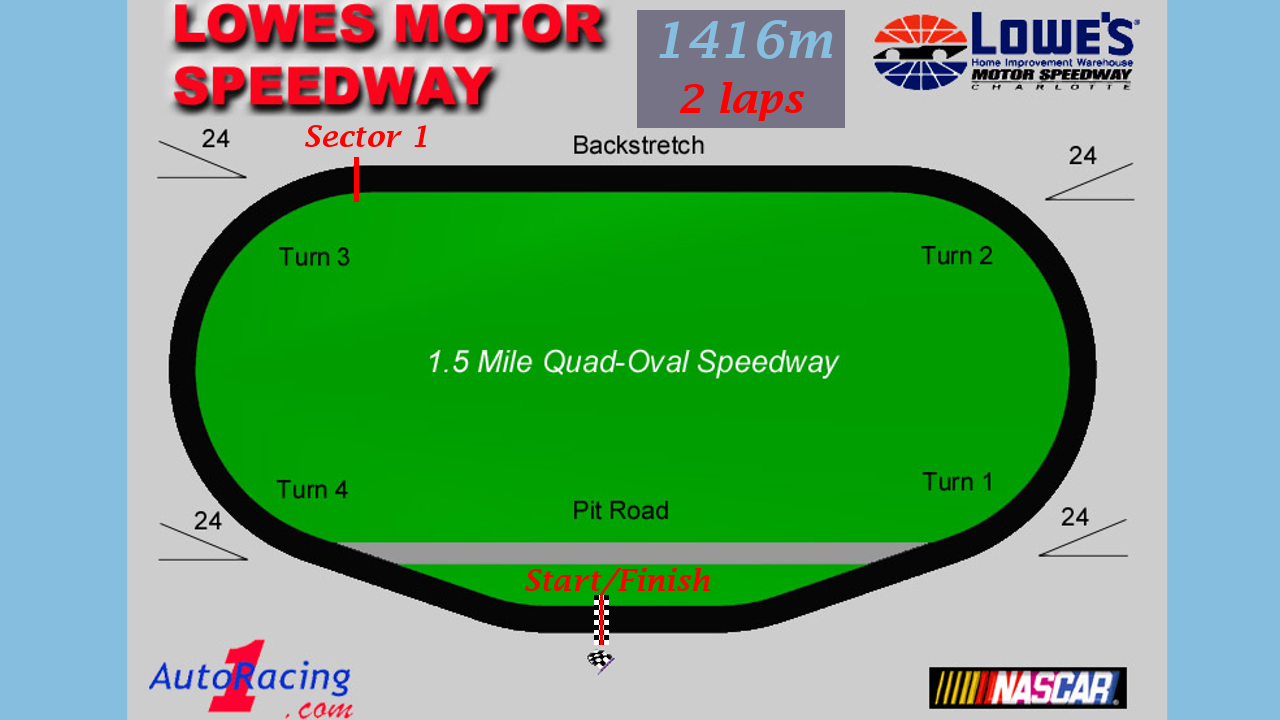 LOWES MOTOR
SPEEDWAY
1416m
2 laps
LOWE'S®
Home Improvement Warehouse
MOTOR SPEEDWAY
CHARLOTTE
24
Sector 1
Backstretch
24
Turn 3
Turn 2
1.5 Mile Quad-Oval Speedway
Turn 4
Turn 1
24
Pit Road
24
Start/Finish
1
AutoRacing
.com
NASCAR